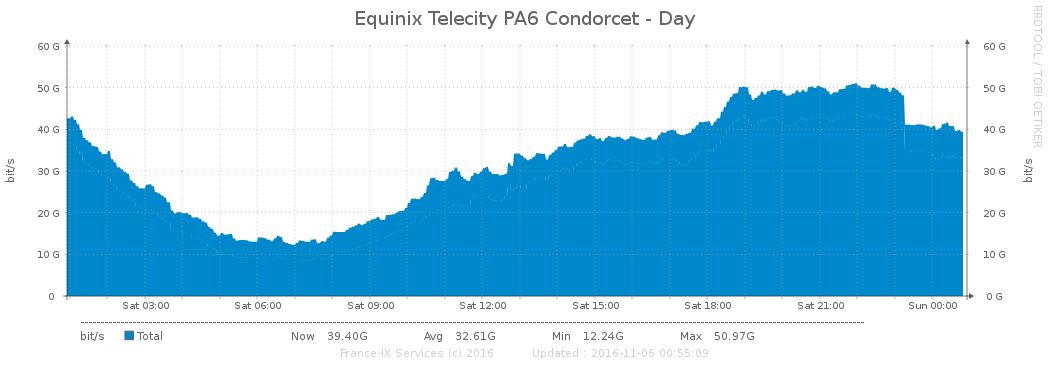 Equinix Telecity PA6 Condorcet - Day
RRDTOOL / TOBI OETIKER
60 G 60 G
50 G 50 G
40 G 40 G
30 G 30 G
20 G 20 G
10 G 10 G
0 0 G
bit/s
bit/s
Sat 03:00 Sat 06:00 Sat 09:00 Sat 12:00 Sat 15:00 Sat 18:00 Sat 21:00 Sun 00:00
bit/s Total Now 39.40G Avg 32.61G Min 12.24G Max 50.97G
France-IX Services (c) 2016 Updated : 2016-11-06 00:55:09